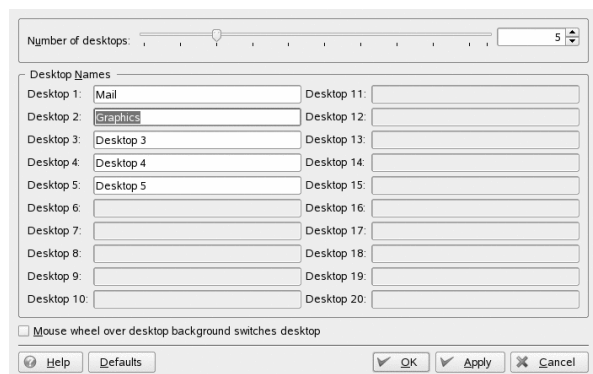 Number of desktops: 5
Desktop Names
Desktop 1: Mail Desktop 11:
Desktop 2: Graphics Desktop 12:
Desktop 3: Desktop 3 Desktop 13:
Desktop 4: Desktop 4 Desktop 14:
Desktop 5: Desktop 5 Desktop 15:
Desktop 6: Desktop 16:
Desktop 7: Desktop 17:
Desktop 8: Desktop 18:
Desktop 9: Desktop 19:
Desktop 10: Desktop 20:
Mouse wheel over desktop background switches desktop
Help Defaults OK Apply Cancel